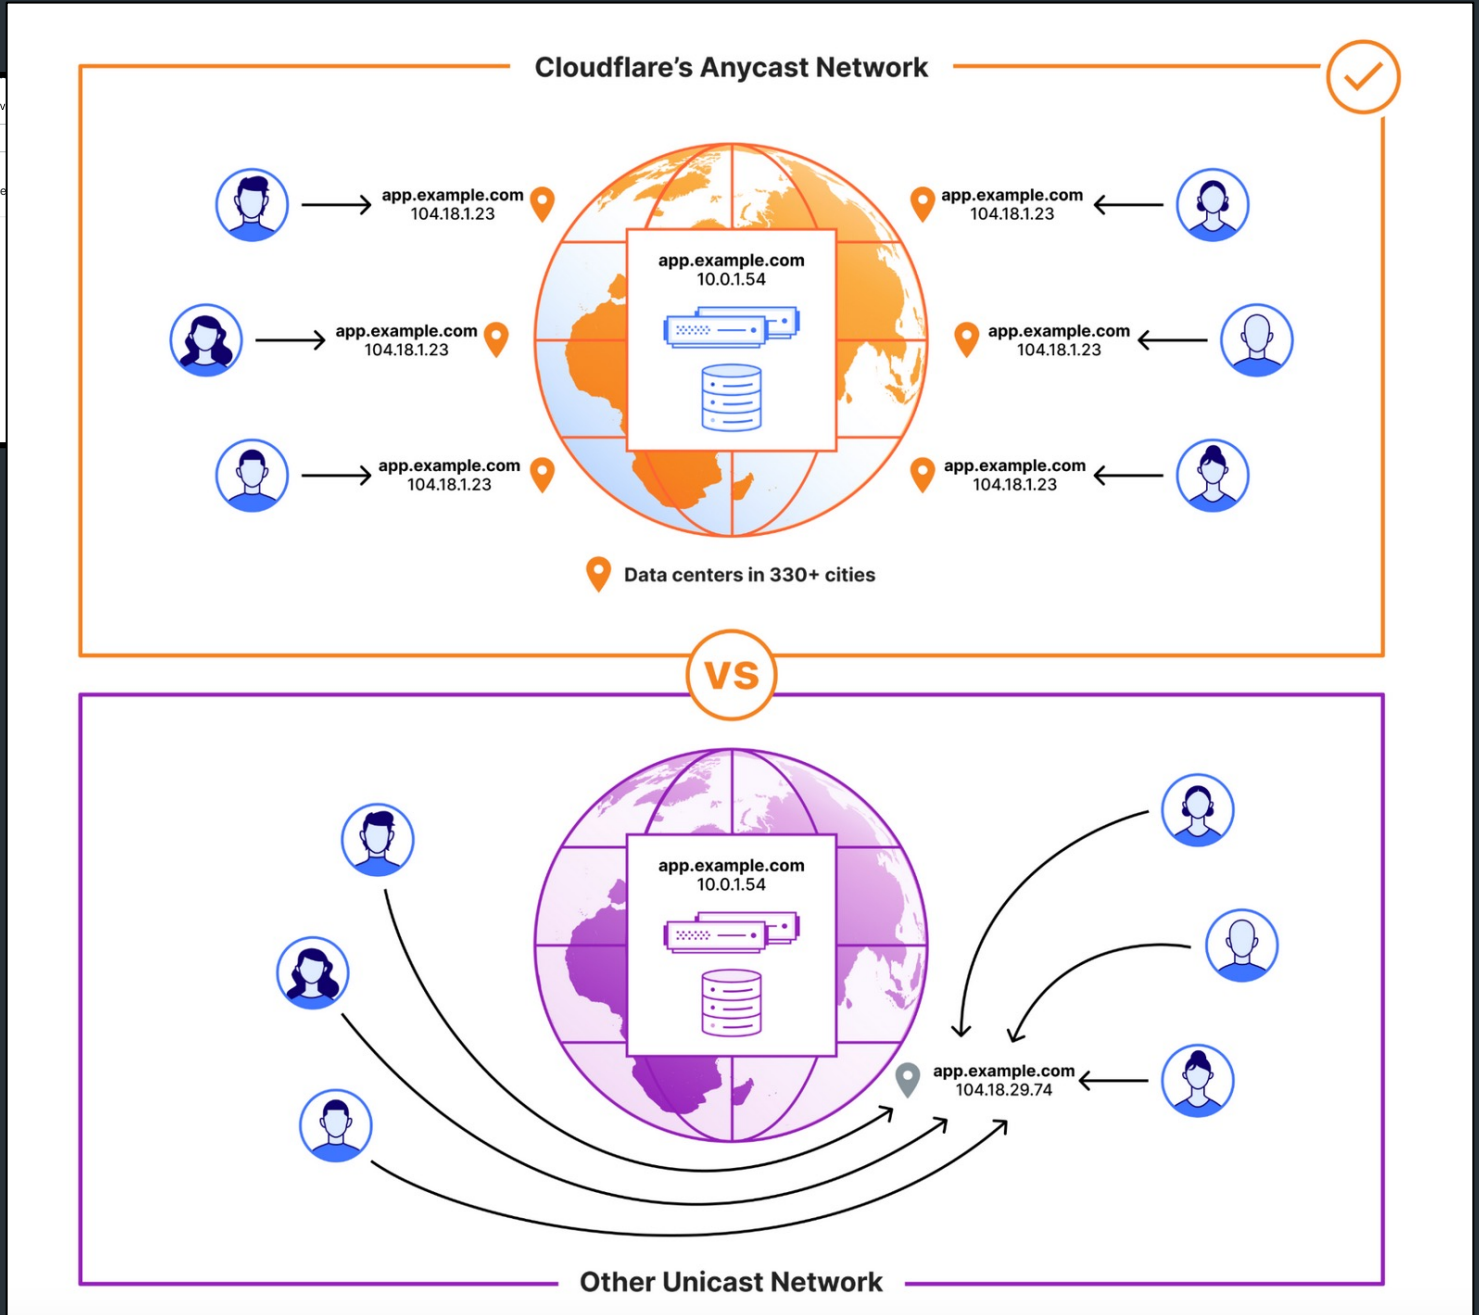 Cloudflare's Anycast Network
app.example.com
104.18.1.23
app.example.com
104.18.1.23
app.example.com
10.0.1.54
app.example.com
104.18.1.23
app.example.com
104.18.1.23
app.example.com
104.18.1.23
app.example.com
104.18.1.23
Data centers in 330+ cities
VS
app.example.com
10.0.1.54
app.example.com
104.18.29.74
Other Unicast Network